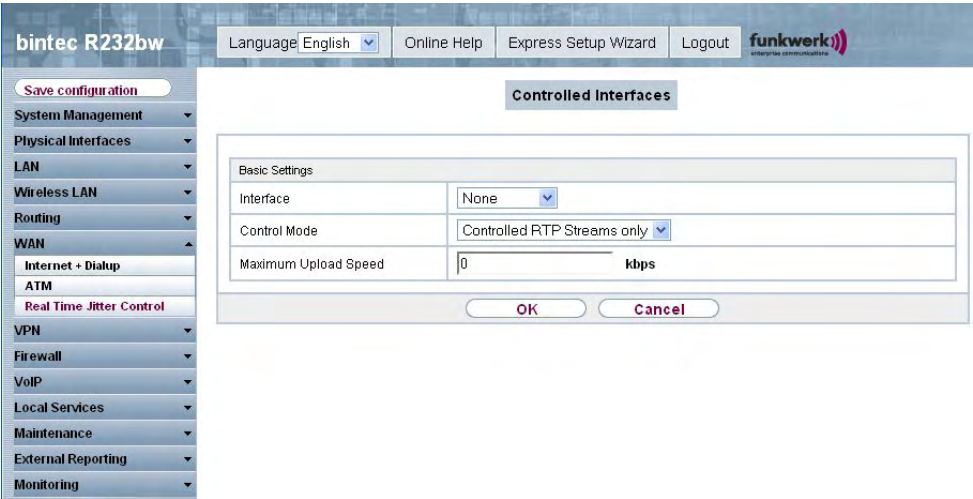 bintec R232bw
Language English
Online Help
Express Setup Wizard
Logout
funkwerk
enterprise communications
Save configuration
System Management
Physical Interfaces
LAN
Wireless LAN
Routing
WAN
Internet + Dialup
ATM
Real Time Jitter Control
VPN
Firewall
VoIP
Local Services
Maintenance
External Reporting
Monitoring
Controlled Interfaces
Basic Settings
Interface None
Control Mode Controlled RTP Streams only
Maximum Upload Speed 0 kbps
OK Cancel